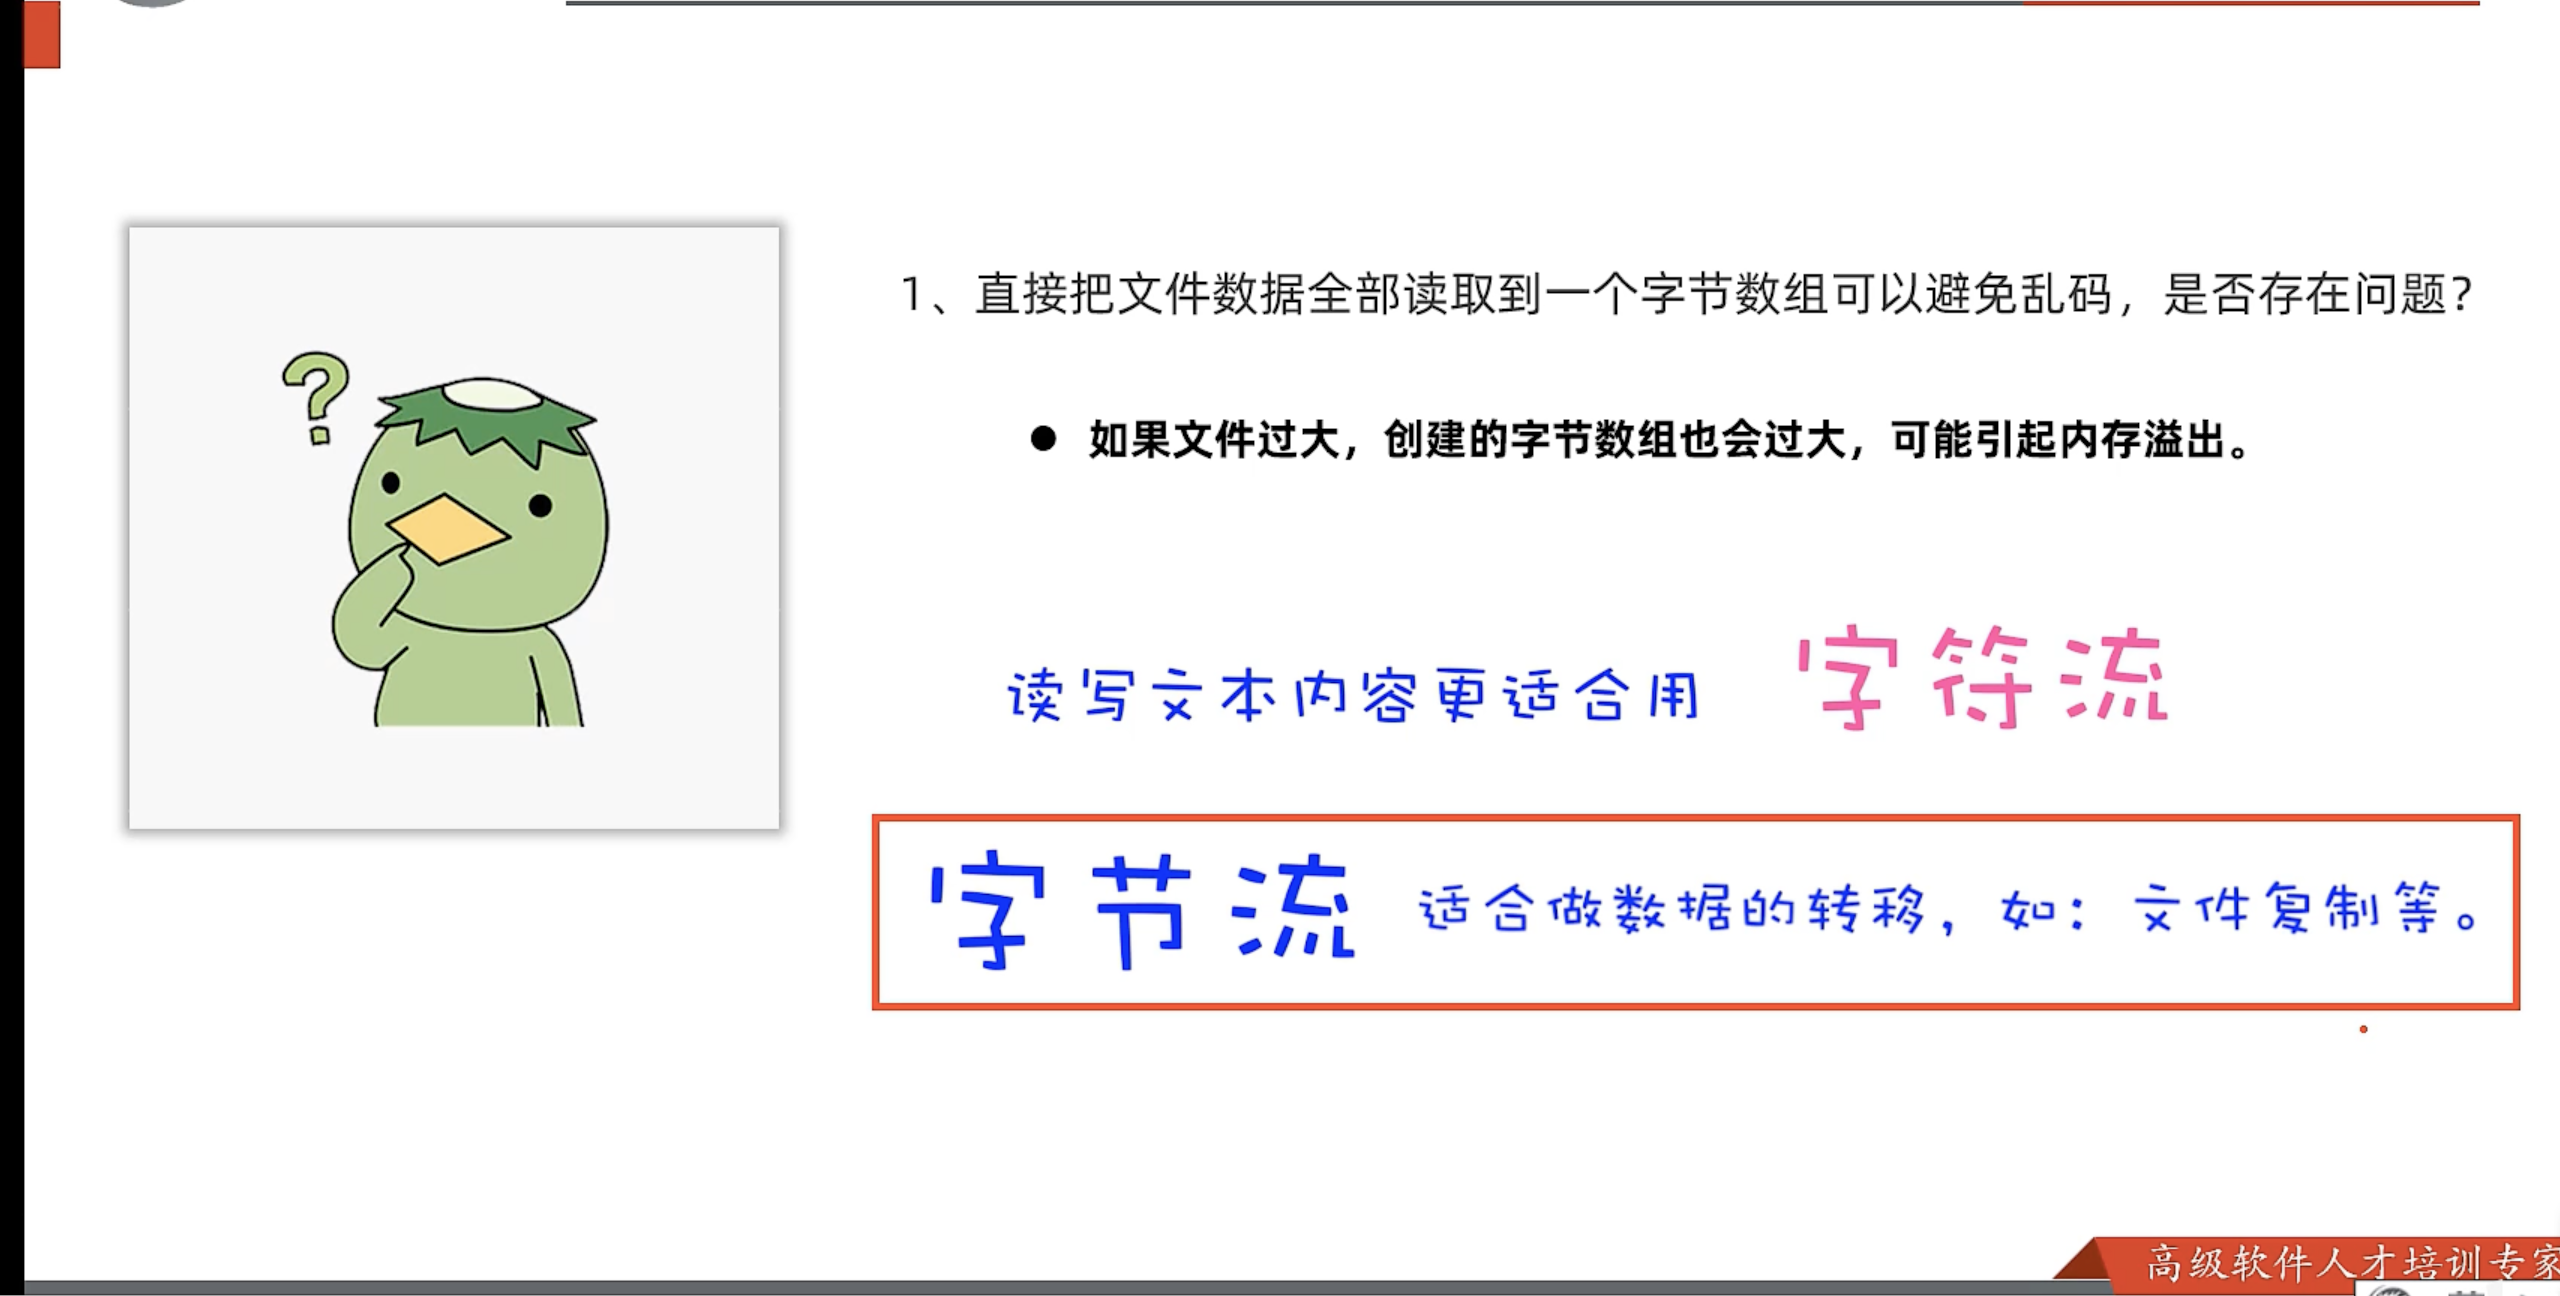 1、直接把文件数据全部读取到一个字节数组可以避免乱码，是否存在问题？
● 如果文件过大，创建的字节数组也会过大，可能引起内存溢出。
读写文本内容更适合用 字符流
字节流 适合做数据的转移，如：文件复制等。
高级软件人才培训专家